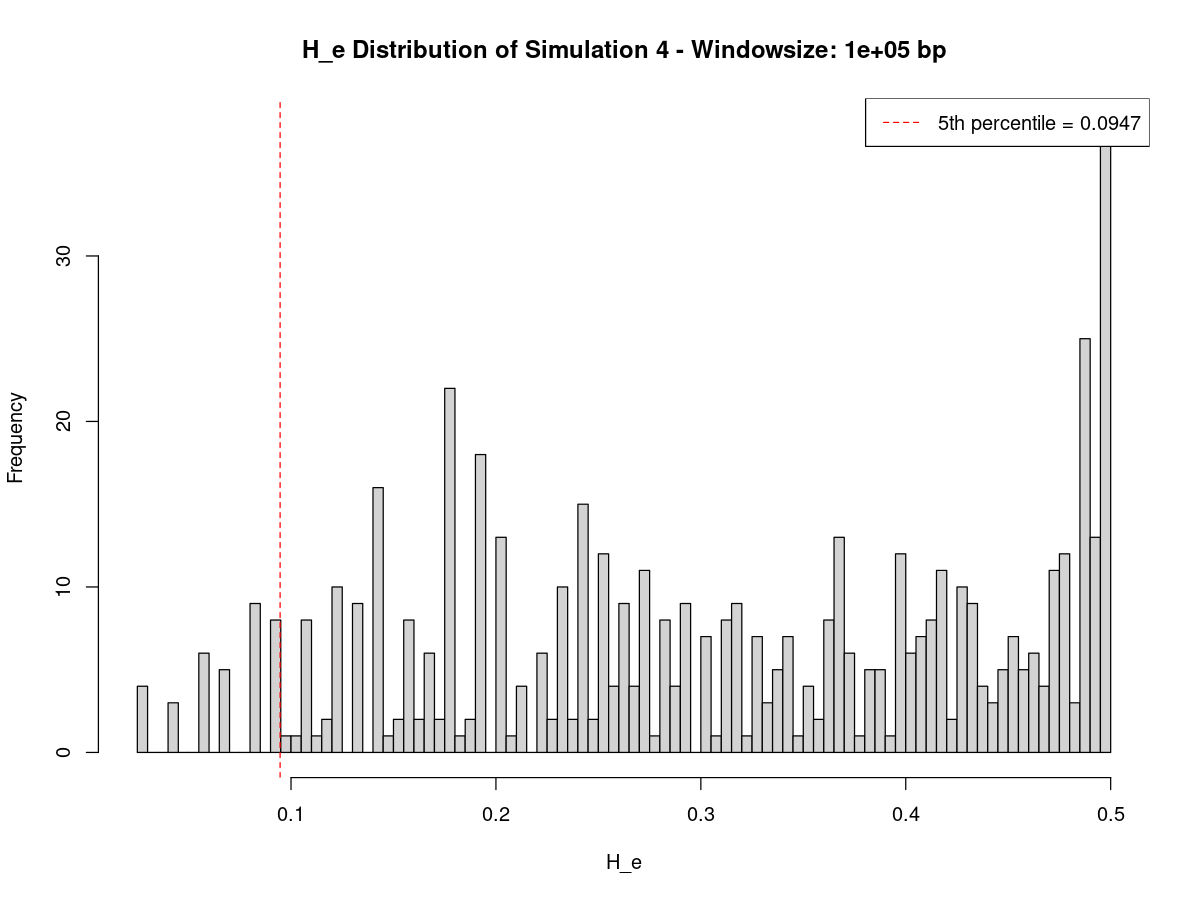 H_e Distribution of Simulation 4 - Windowsize: 1e+05 bp
5th percentile = 0.0947
Frequency
30
20
10
0
0.1 0.2 0.3 0.4 0.5
H_e